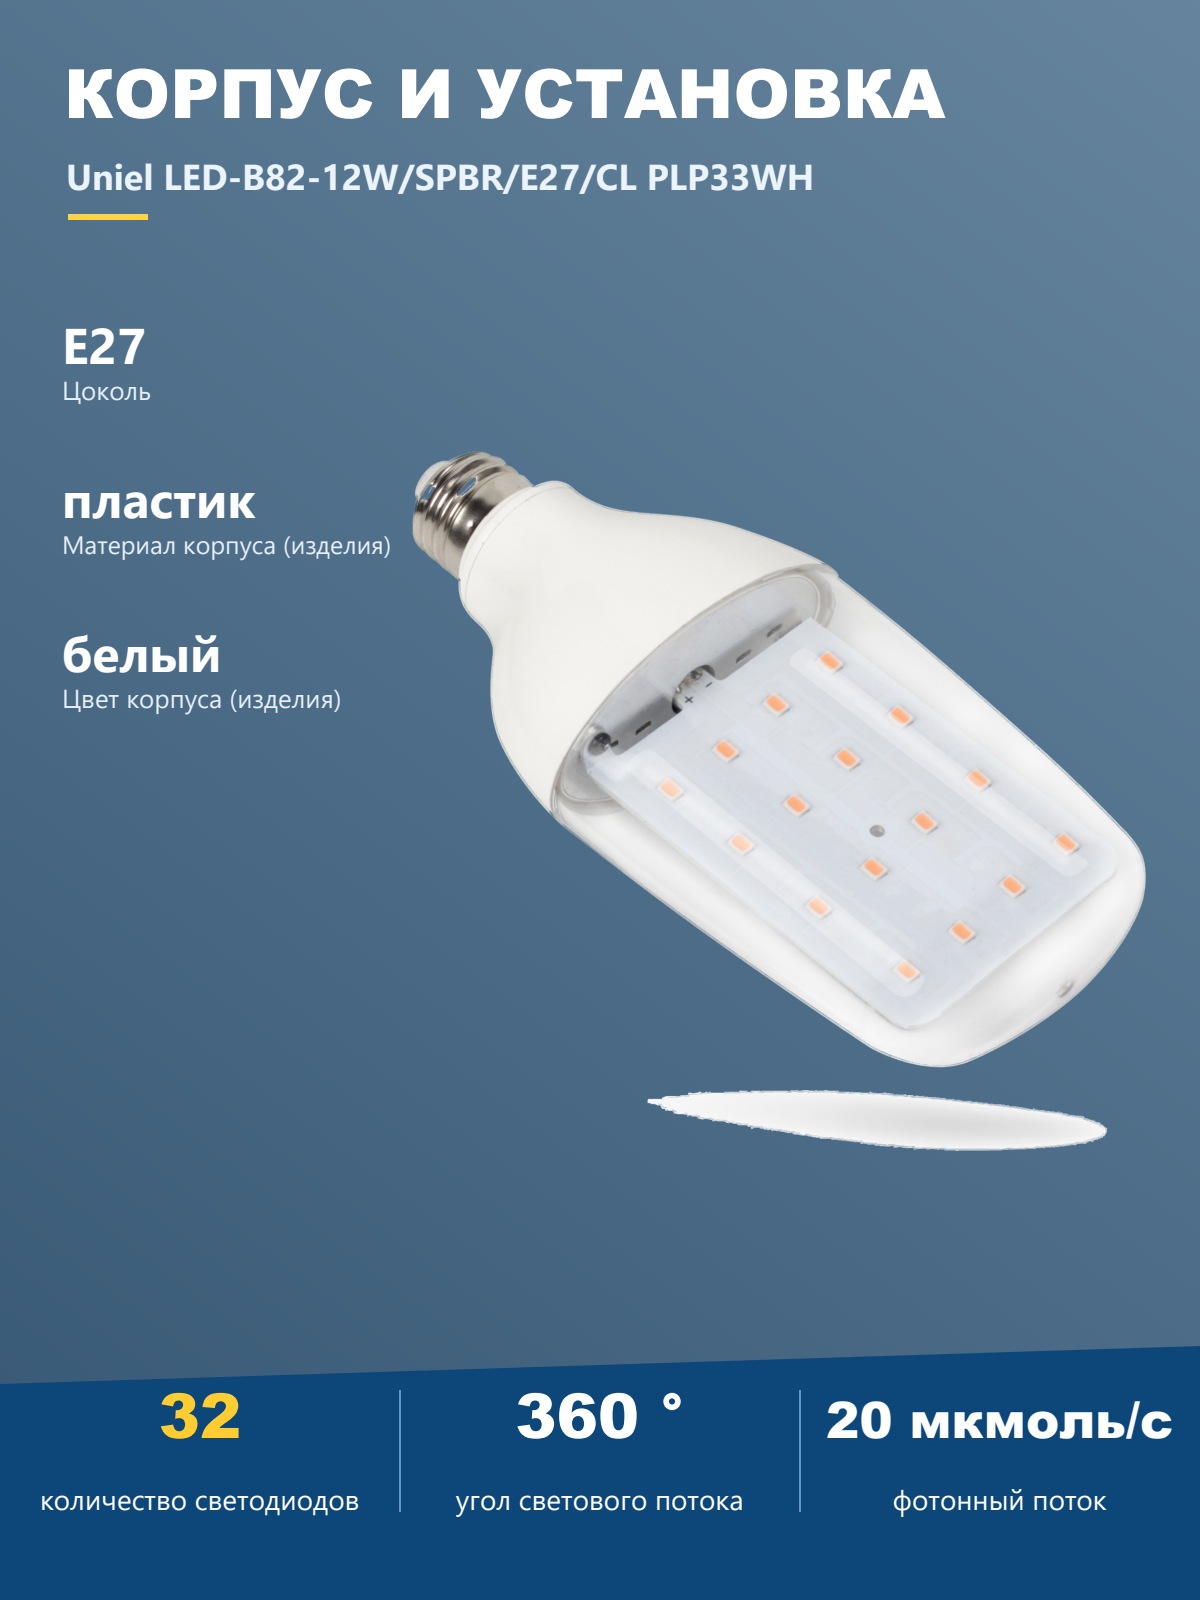 КОРПУС И УСТАНОВКА
Uniel LED-B82-12W/SPBR/E27/CL PLP33WH
E27
Цоколь
пластик
Материал корпуса (изделия)
белый
Цвет корпуса (изделия)
32
количество светодиодов
360 °
угол светового потока
20 мкмоль/с
фотонный поток